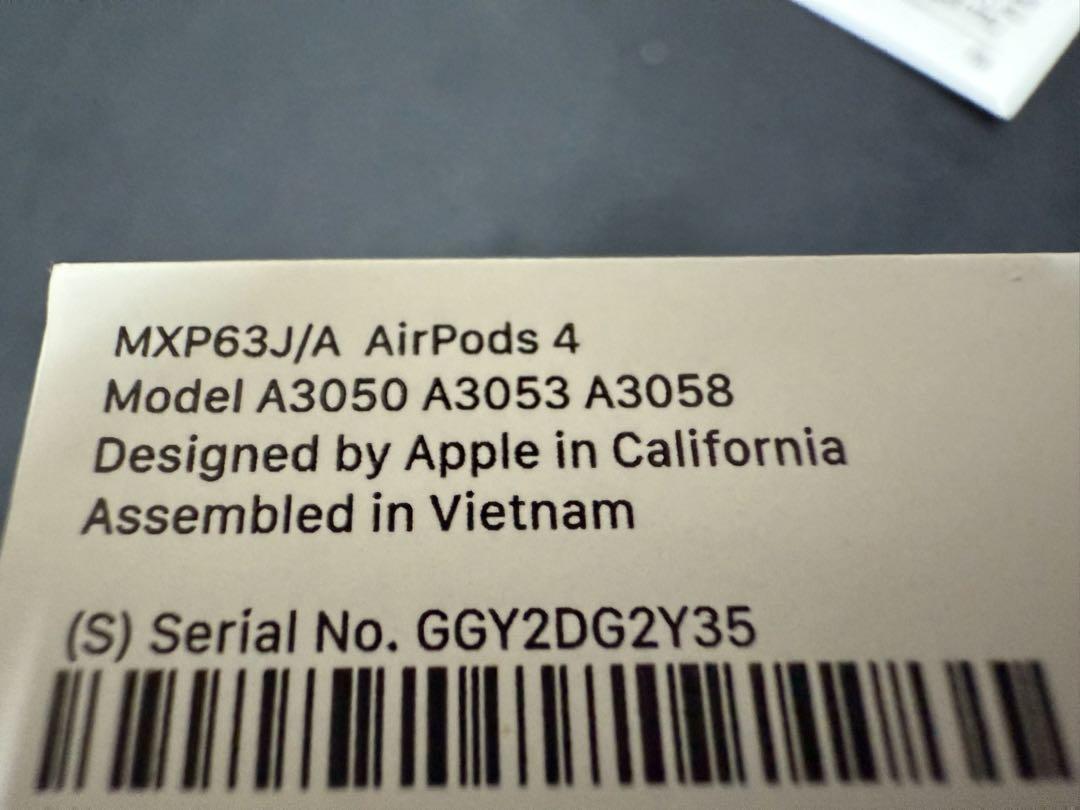 MXP63J/A AirPods 4
Model A3050 A3053 A3058
Designed by Apple in California
Assembled in Vietnam
(S) Serial No. GGY2DG2Y35